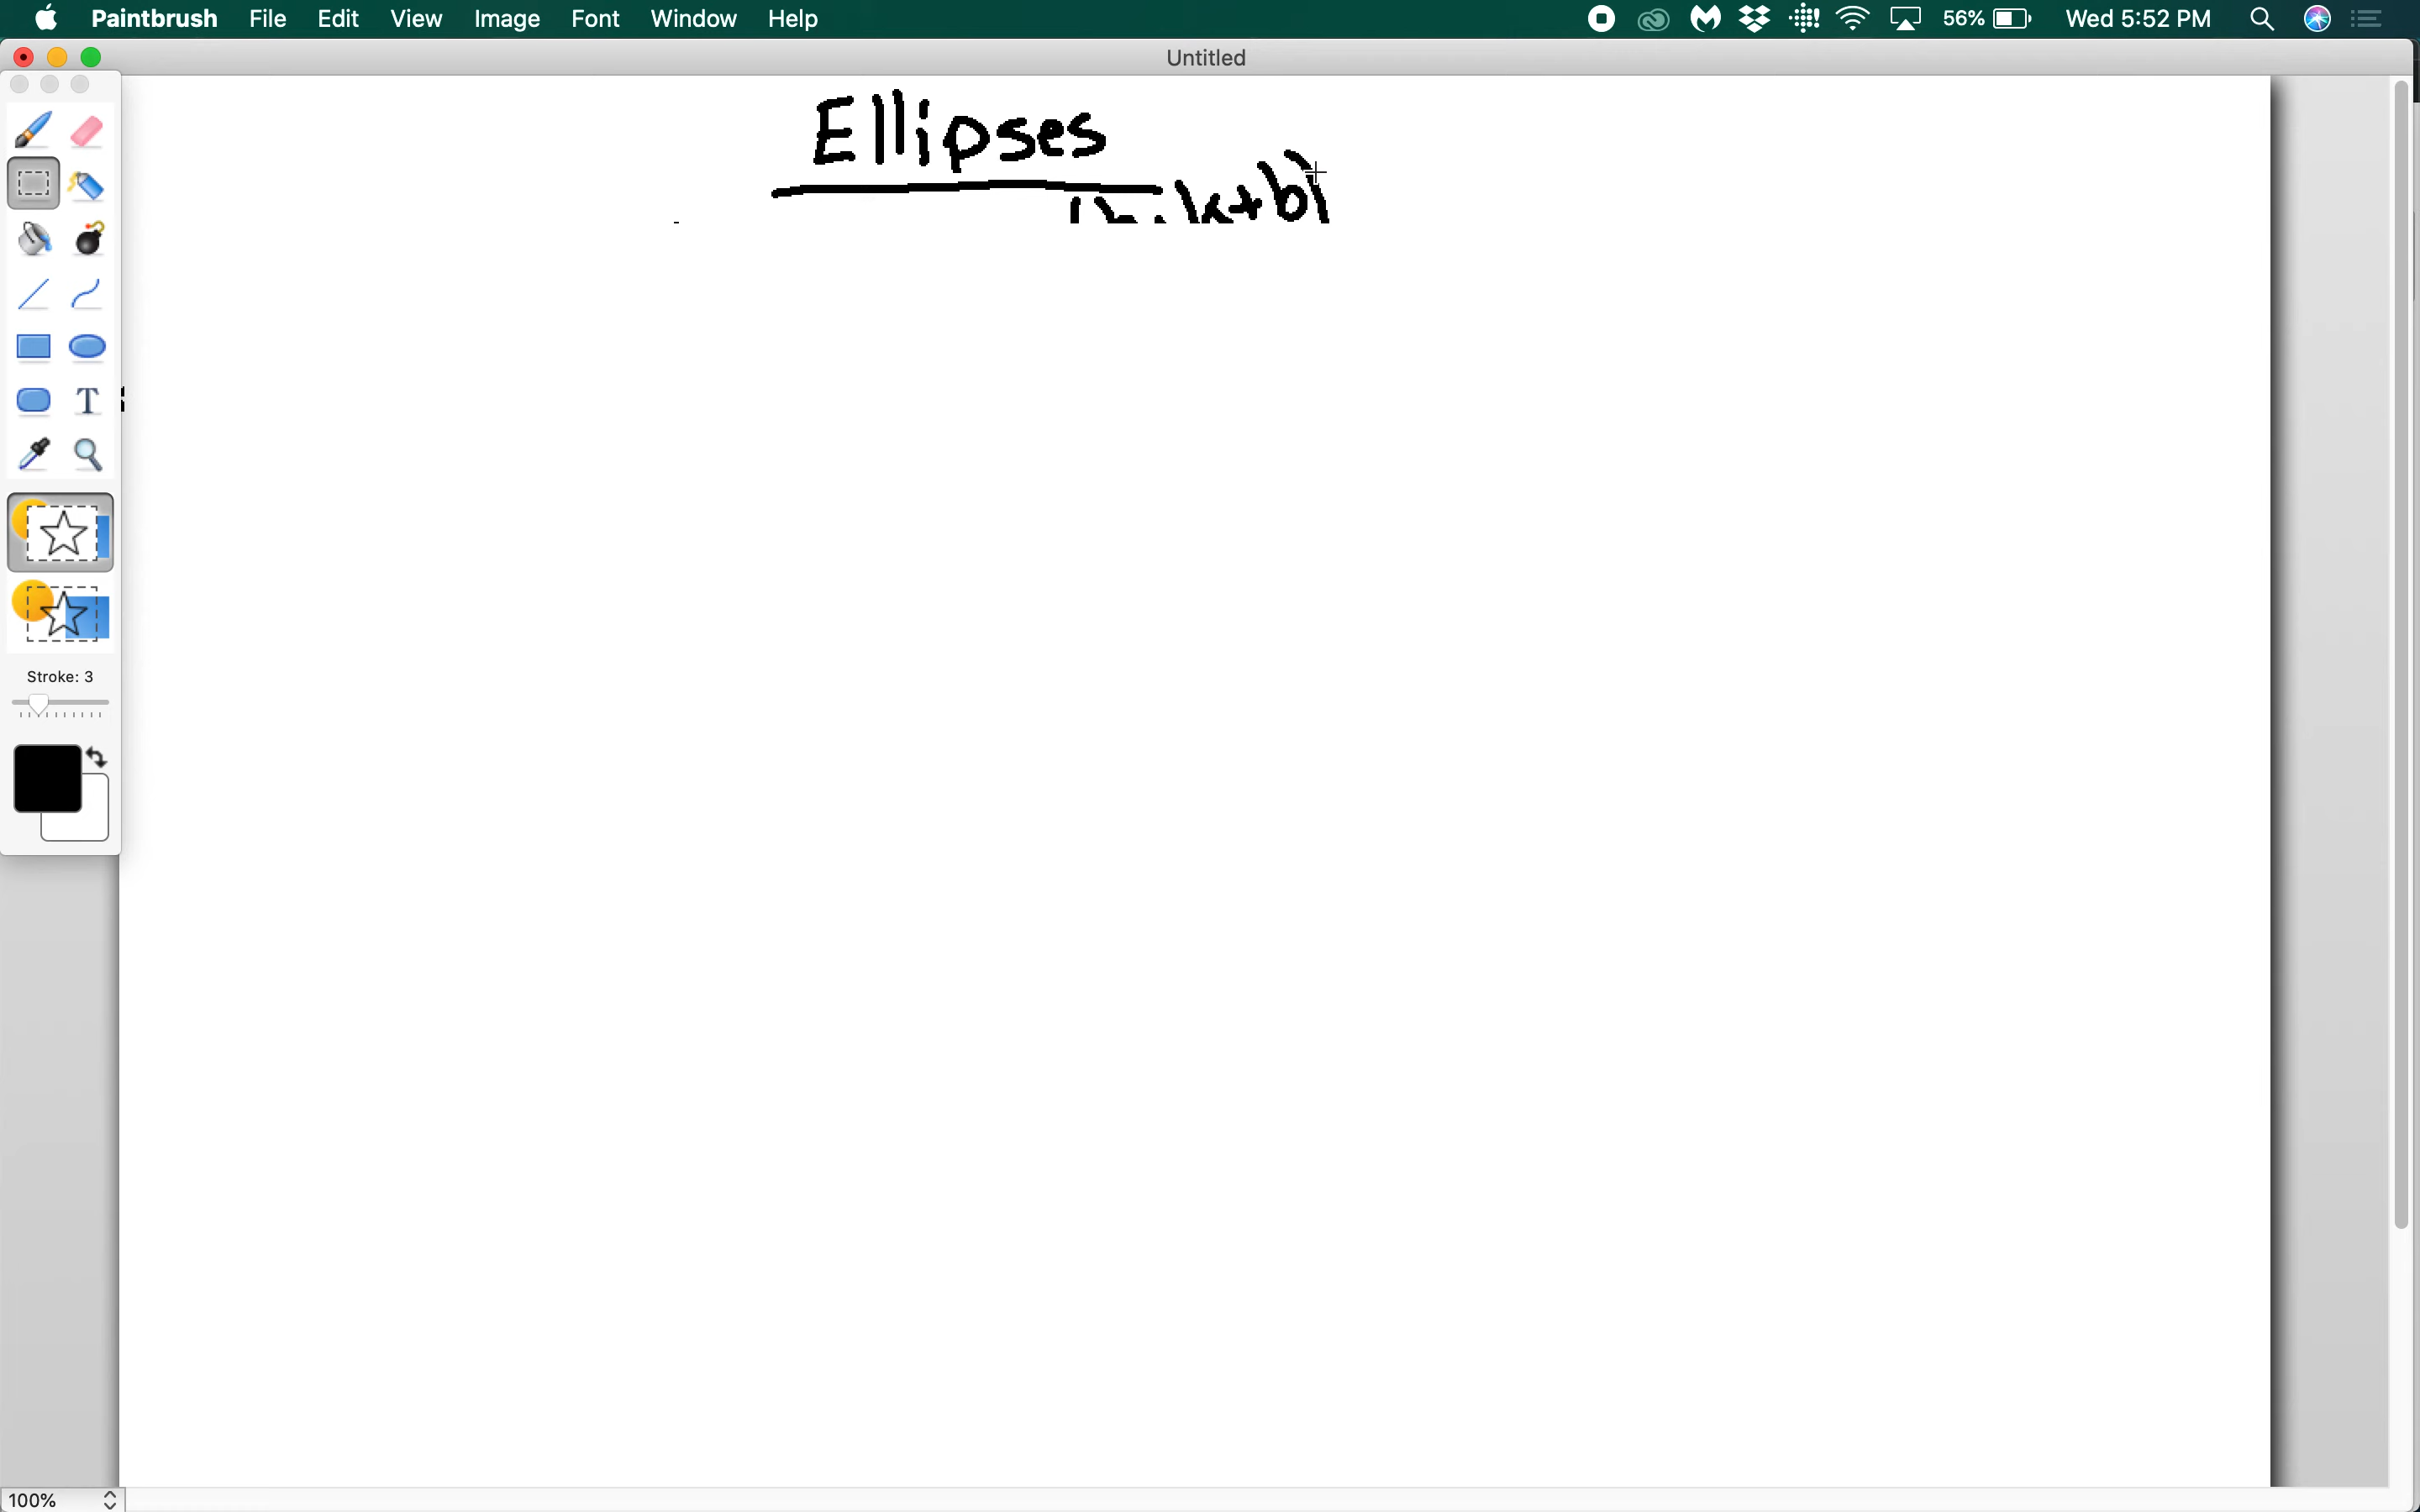 Paintbrush File Edit View Image Font Window Help 56% Wed 5:52 PM
Untitled
Ellipses
k+b)
T
Stroke: 3
100%